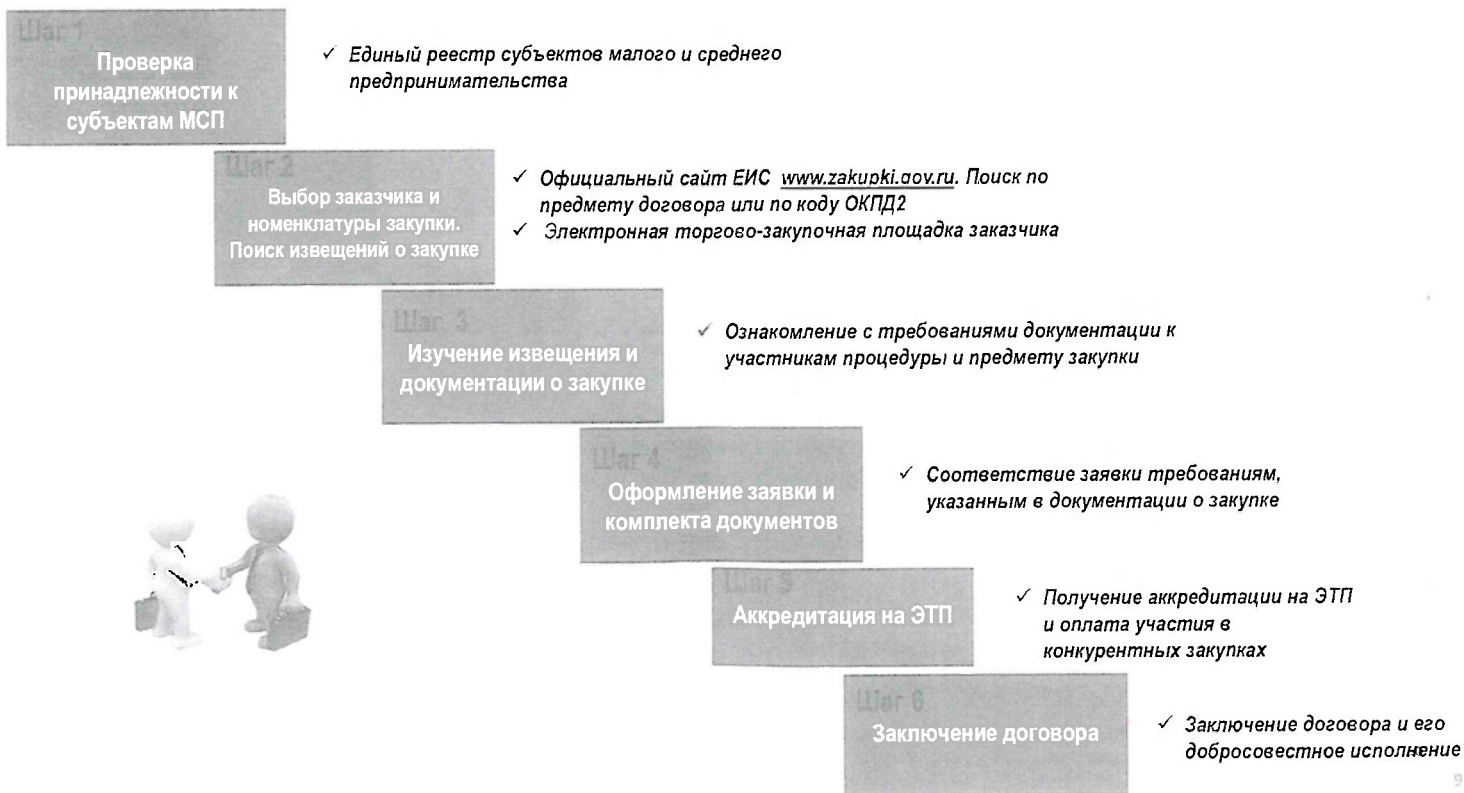 Шаг 1
Проверка
принадлежности к
субъектам МСП
✓ Единый реестр субъектов малого и среднего
предпринимательства
Шаг 2
Выбор заказчика и
номенклатуры закупки.
Поиск извещений о закупке
✓ Официальный сайт ЕИС www.zakupki.gov.ru. Поиск по
предмету договора или по коду ОКПД2
✓ Электронная торгово-закупочная площадка заказчика
Шаг 3
Изучение извещения и
документации о закупке
✓ Ознакомление с требованиями документации к
участникам процедуры и предмету закупки
Шаг 4
Оформление заявки и
комплекта документов
✓ Соответствие заявки требованиям,
указанным в документации о закупке
Шаг 5
Аккредитация на ЭТП
✓ Получение аккредитации на ЭТП
и оплата участия в
конкурентных закупках
Шаг 6
Заключение договора
✓ Заключение договора и его
добросовестное исполнение
9